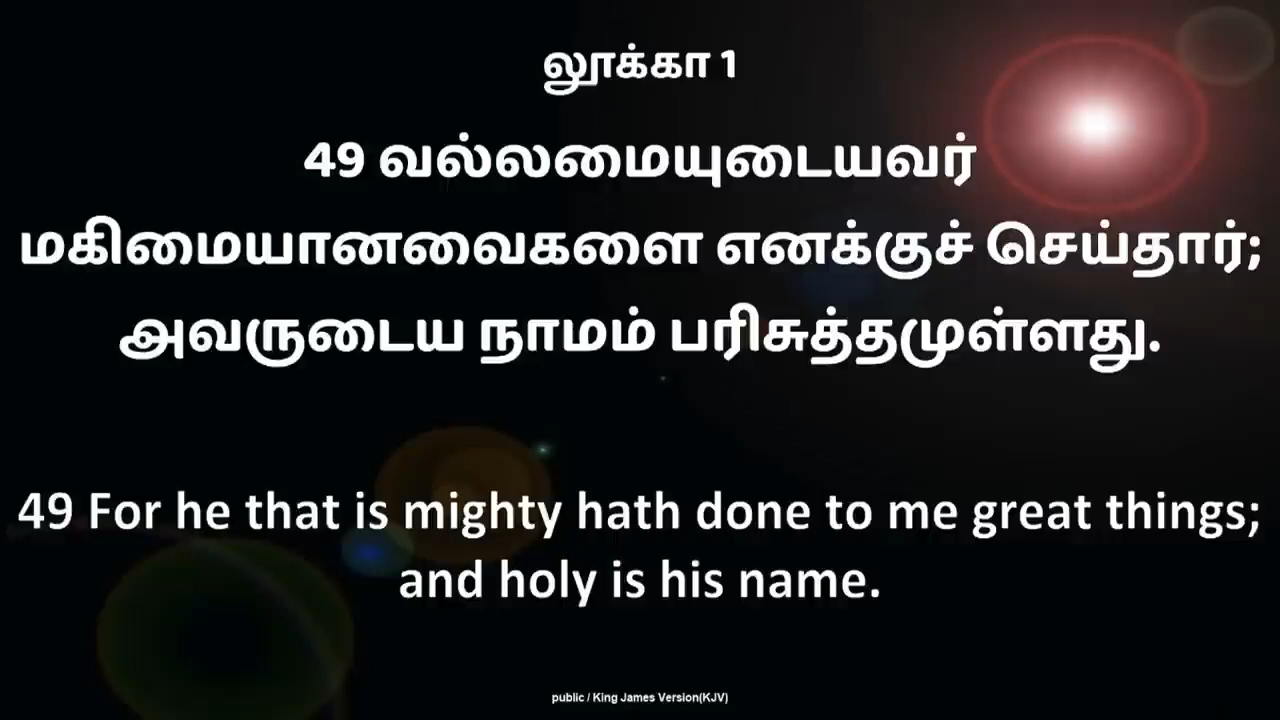 லூக்கா 1
49 வல்லமையுடையவர்
மகிமையானவைகளை எனக்குச் செய்தார்;
அவருடைய நாமம் பரிசுத்தமுள்ளது.
49 For he that is mighty hath done to me great things;
and holy is his name.
public / King James Version(KJV)